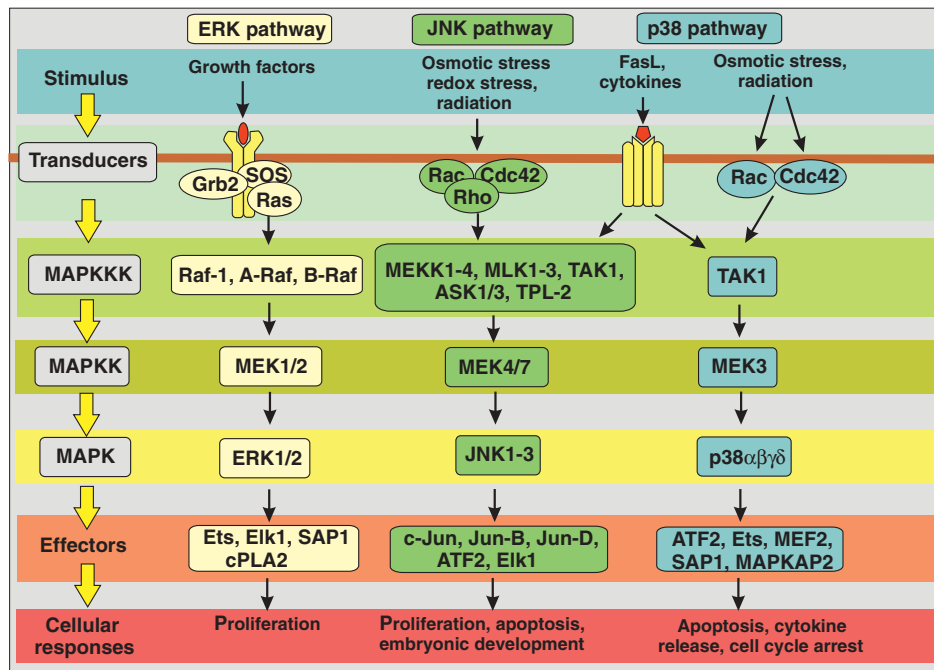 ERK pathway
JNK pathway
p38 pathway
Stimulus
Growth factors
Osmotic stress
redox stress,
radiation
FasL,
cytokines
Osmotic stress,
radiation
Transducers
Grb2
SOS
Ras
Rac
Cdc42
Rho
Rac
Cdc42
MAPKKK
Raf-1, A-Raf, B-Raf
MEKK1-4, MLK1-3, TAK1,
ASK1/3, TPL-2
TAK1
MAPKK
MEK1/2
MEK4/7
MEK3
MAPK
ERK1/2
JNK1-3
p38αβγδ
Effectors
Ets, Elk1, SAP1
cPLA2
c-Jun, Jun-B, Jun-D,
ATF2, Elk1
ATF2, Ets, MEF2,
SAP1, MAPKAP2
Cellular
responses
Proliferation
Proliferation, apoptosis,
embryonic development
Apoptosis, cytokine
release, cell cycle arrest